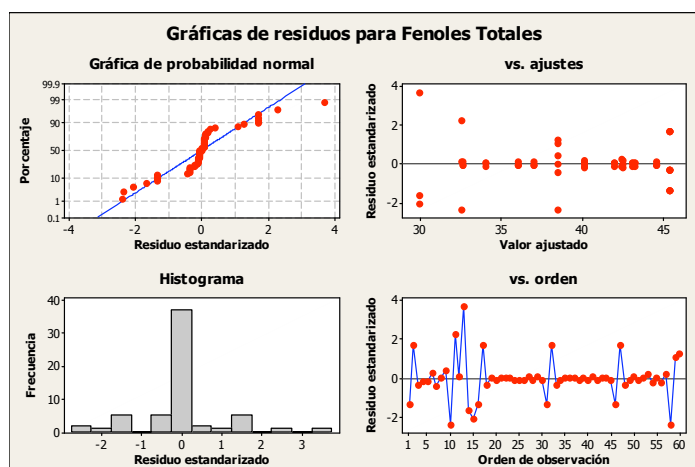 Gráficas de residuos para Fenoles Totales
Gráfica de probabilidad normal
99.9
99
90
50
10
1
0.1
Porcentaje
-4 -2 0 2 4
Residuo estandarizado
vs. ajustes
4
2
0
-2
Residuo estandarizado
30 35 40 45
Valor ajustado
Histograma
40
30
20
10
0
Frecuencia
-2 -1 0 1 2 3
Residuo estandarizado
vs. orden
4
2
0
-2
Residuo estandarizado
1 5 10 15 20 25 30 35 40 45 50 55 60
Orden de observación